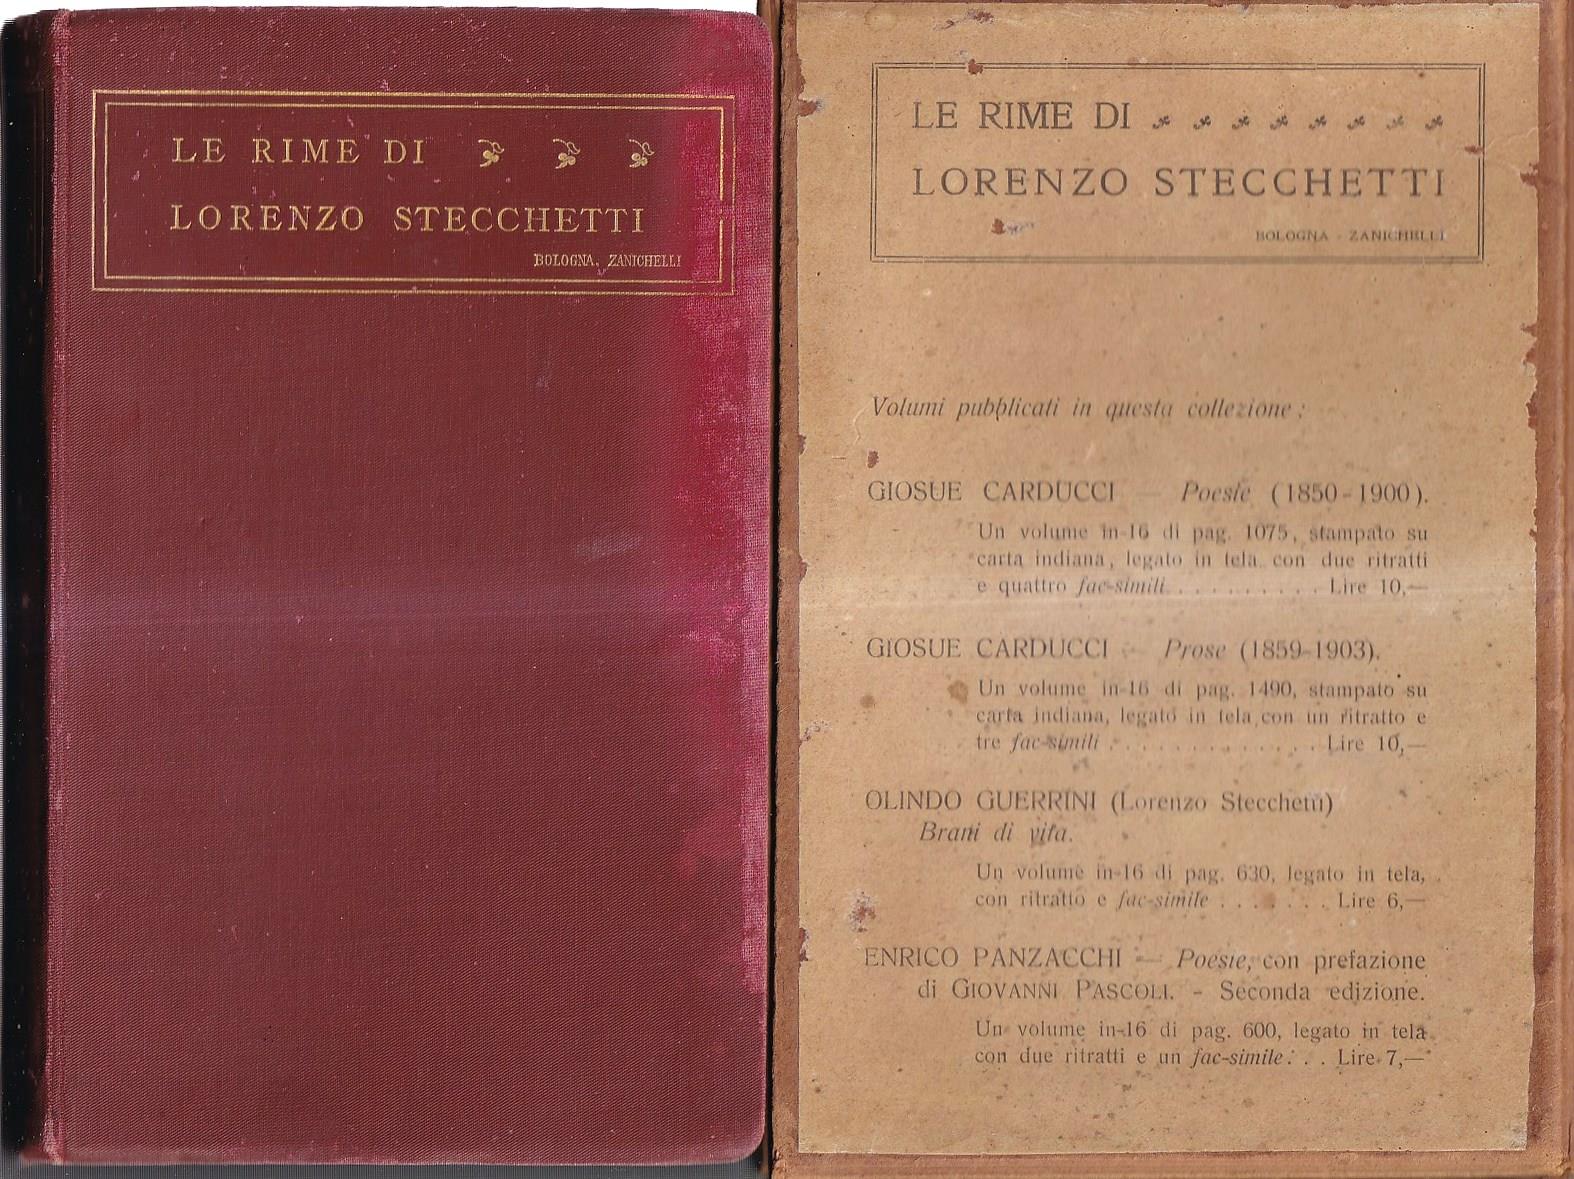 LE RIME DI
LORENZO STECCHETTI
BOLOGNA, ZANICHELLI
LE RIME DI
LORENZO STECCHETTI
BOLOGNA - ZANICHELLI
Volumi pubblicati in questa collezione:
GIOSUE CARDUCCI — Poesie (1850-1900).
Un volume in-16 di pag. 1075, stampato su
carta indiana, legato in tela con due ritratti
e quattro fac-simili . . . . . . . . . . Lire 10,—
GIOSUE CARDUCCI — Prose (1859-1903).
Un volume in-16 di pag. 1490, stampato su
carta indiana, legato in tela con un ritratto e
tre fac-simili . . . . . . . . . . . . . Lire 10,—
OLINDO GUERRINI (Lorenzo Stecchetti)
Brani di vita.
Un volume in-16 di pag. 630, legato in tela,
con ritratto e fac-simile . . . . . . . Lire 6,—
ENRICO PANZACCHI — Poesie, con prefazione
di GIOVANNI PASCOLI. - Seconda edizione.
Un volume in-16 di pag. 600, legato in tela
con due ritratti e un fac-simile . . . Lire 7,—